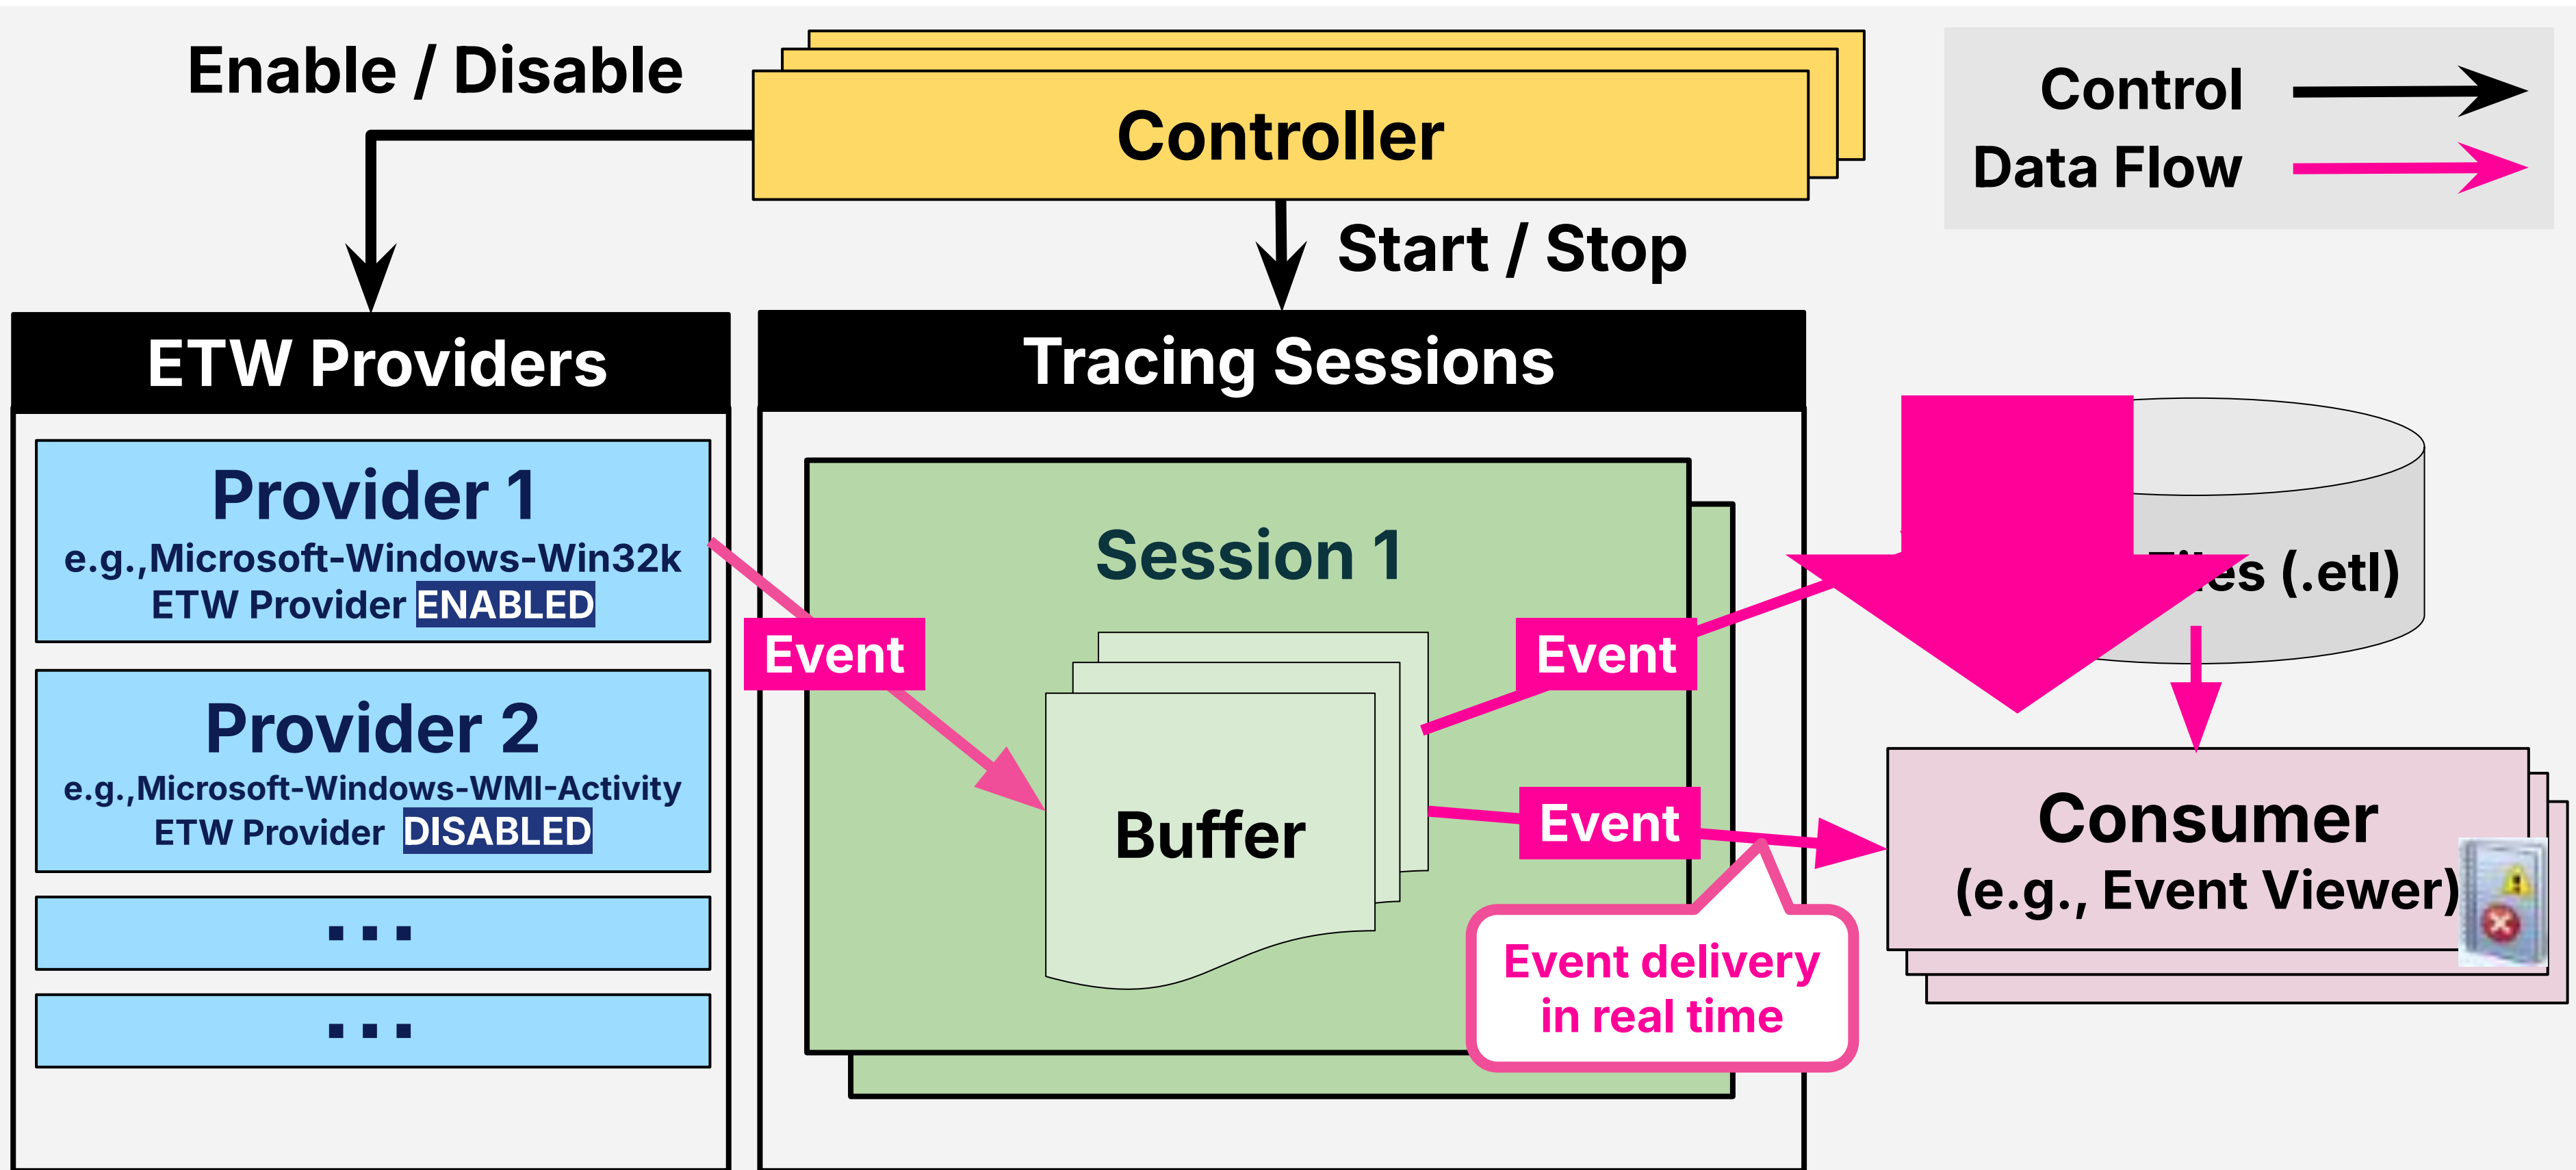 Enable / Disable
Controller
Control
Data Flow
Start / Stop
ETW Providers
Tracing Sessions
Provider 1
e.g.,Microsoft-Windows-Win32k
ETW Provider ENABLED
Provider 2
e.g.,Microsoft-Windows-WMI-Activity
ETW Provider DISABLED
...
...
Session 1
Event
Buffer
Event
Event
Event delivery
in real time
(.etl)
Consumer
(e.g., Event Viewer)